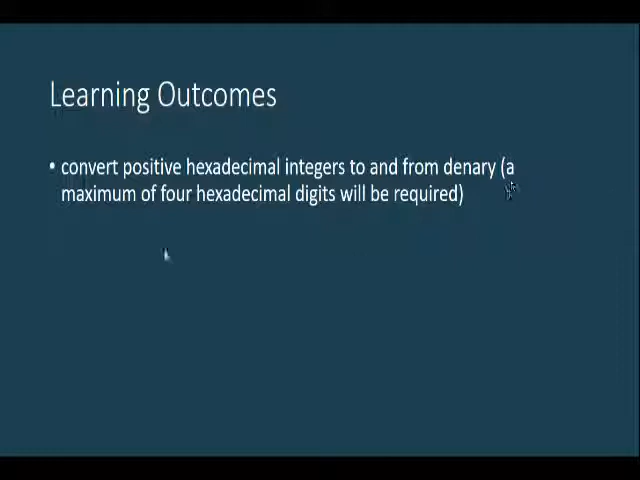 Learning Outcomes
• convert positive hexadecimal integers to and from denary (a
maximum of four hexadecimal digits will be required)